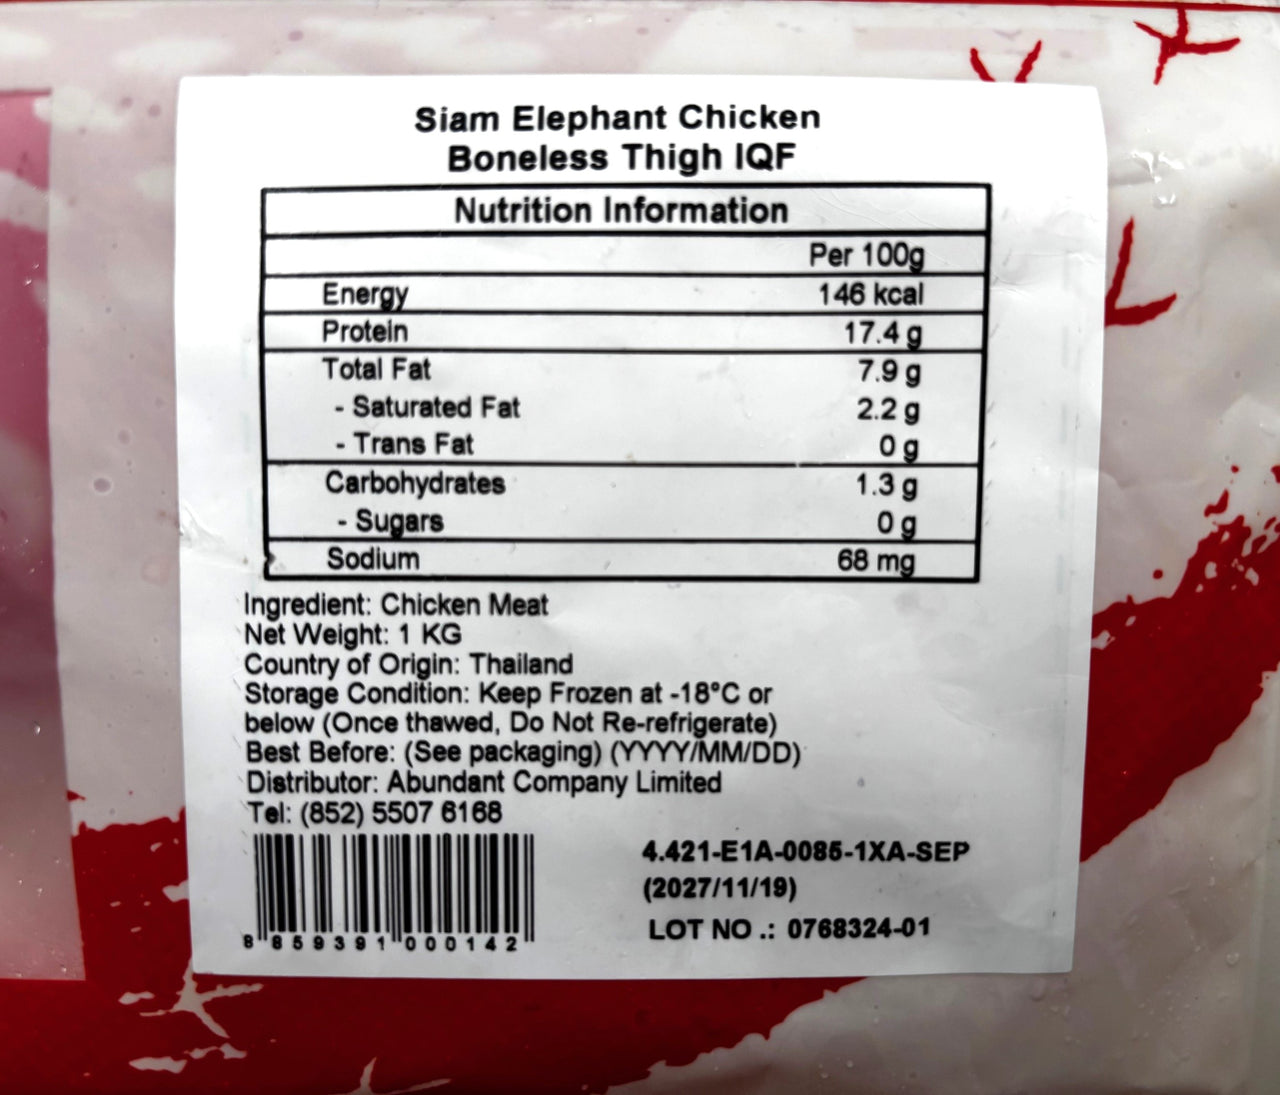 Siam Elephant Chicken
Boneless Thigh IQF
Nutrition Information
Per 100g
Energy 146 kcal
Protein 17.4 g
Total Fat 7.9 g
- Saturated Fat 2.2 g
- Trans Fat 0 g
Carbohydrates 1.3 g
- Sugars 0 g
Sodium 68 mg
Ingredient: Chicken Meat
Net Weight: 1 KG
Country of Origin: Thailand
Storage Condition: Keep Frozen at -18°C or
below (Once thawed, Do Not Re-refrigerate)
Best Before: (See packaging) (YYYY/MM/DD)
Distributor: Abundant Company Limited
Tel: (852) 5507 6168
8 859391 000142
4.421-E1A-0085-1XA-SEP
(2027/11/19)
LOT NO .: 0768324-01